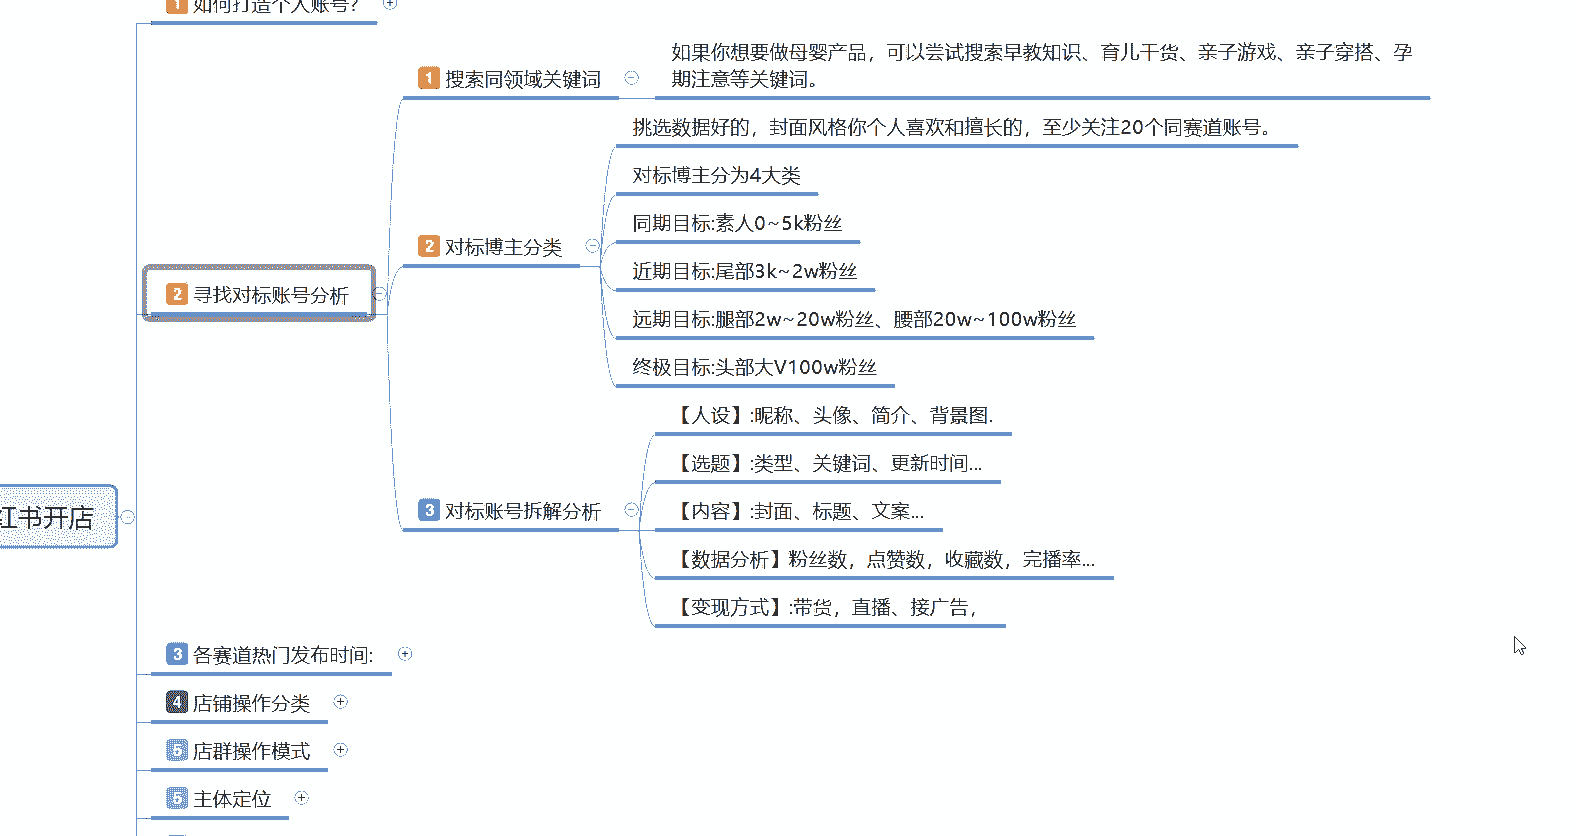 1 如何打造个人账号?
1 搜索同领域关键词
如果你想要做母婴产品，可以尝试搜索早教知识、育儿干货、亲子游戏、亲子穿搭、孕
期注意等关键词。
2 寻找对标账号分析
2 对标博主分类
挑选数据好的，封面风格你个人喜欢和擅长的，至少关注20个同赛道账号。
对标博主分为4大类
同期目标:素人0~5k粉丝
近期目标:尾部3k~2w粉丝
远期目标:腿部2w~20w粉丝、腰部20w~100w粉丝
终极目标:头部大V100w粉丝
3 对标账号拆解分析
【人设】:昵称、头像、简介、背景图.
【选题】:类型、关键词、更新时间...
【内容】:封面、标题、文案...
【数据分析】粉丝数，点赞数，收藏数，完播率...
【变现方式】:带货，直播、接广告，
红书开店
3 各赛道热门发布时间:
4 店铺操作分类
5 店群操作模式
主体定位